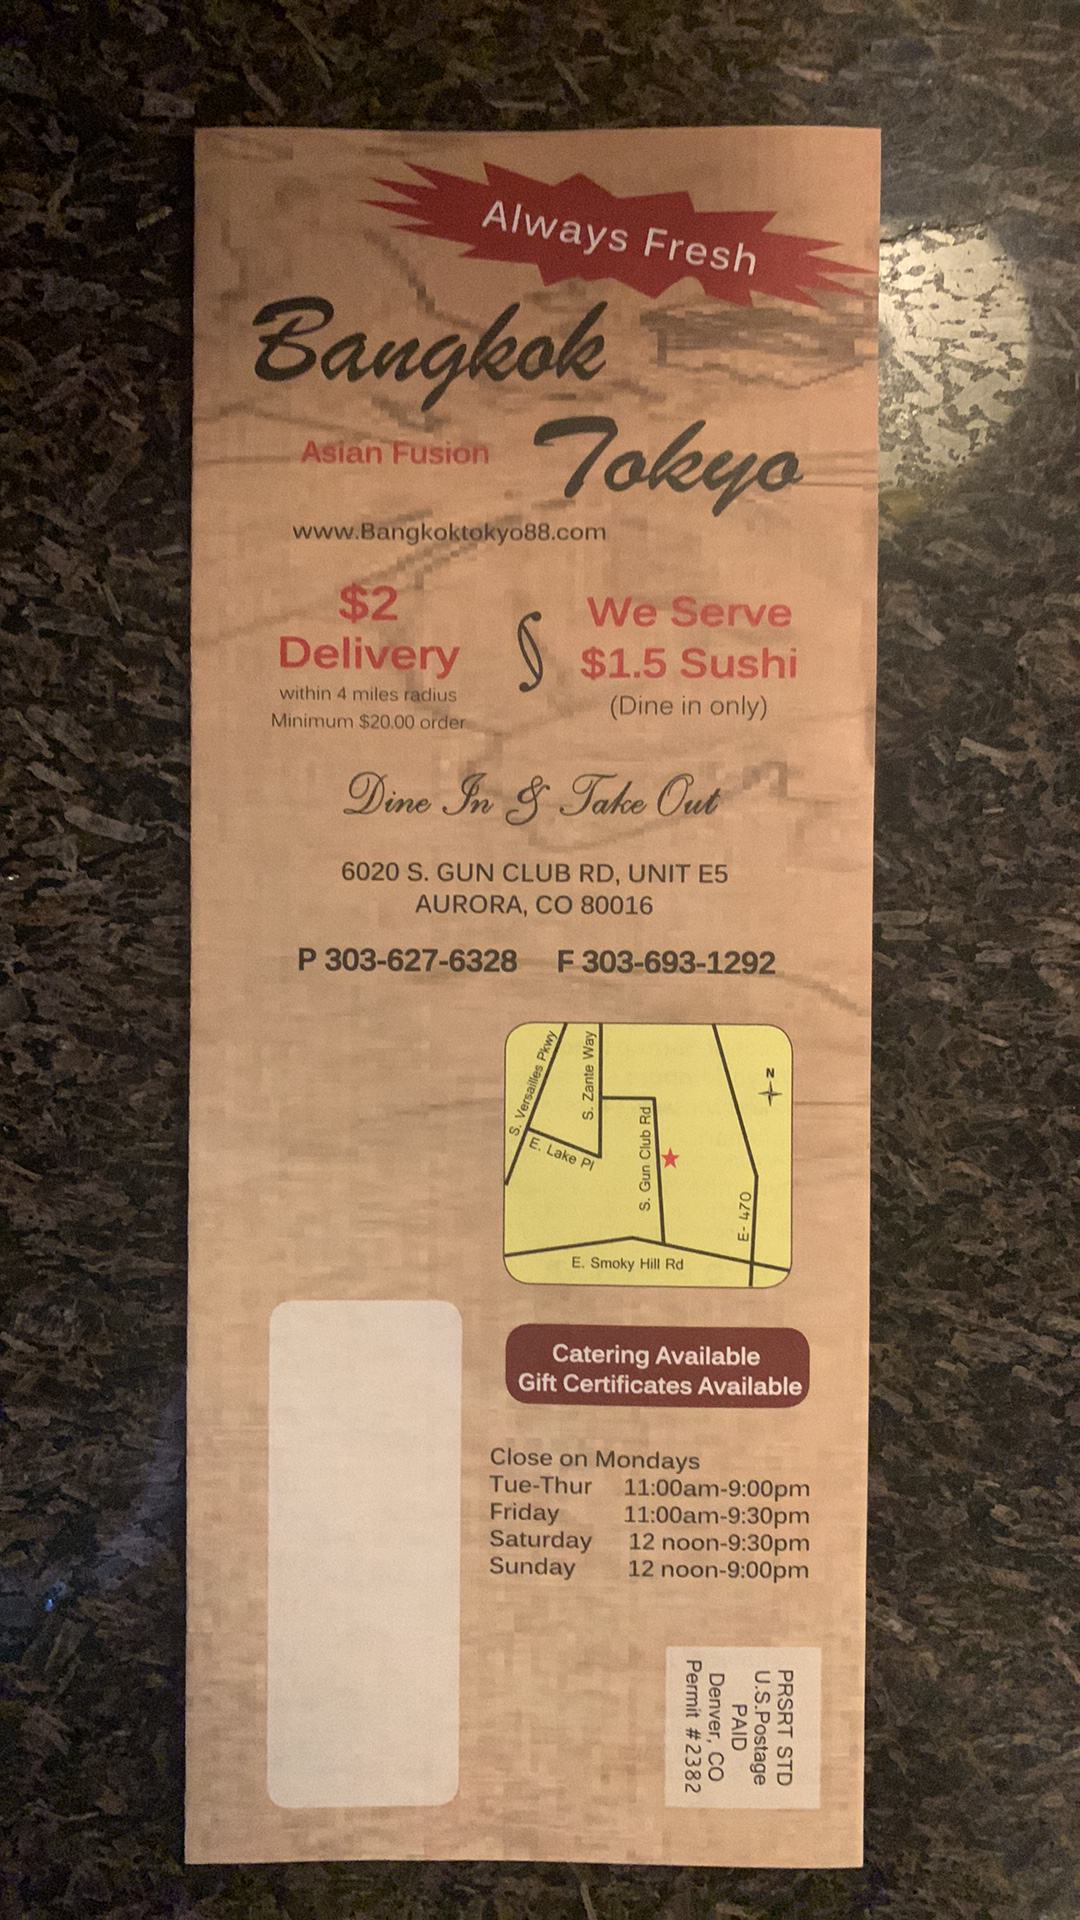 Always Fresh
Bangkok
Tokyo
Asian Fusion
www.Bangkoktokyo88.com
$2
Delivery
within 4 miles radius
Minimum $20.00 order
We Serve
$1.5 Sushi
(Dine in only)
Dine In & Take Out
6020 S. GUN CLUB RD, UNIT E5
AURORA, CO 80016
P 303-627-6328 F 303-693-1292
S. Versailles Pkwy
S. Zante Way
N
E. Lake Pl
S. Gun Club Rd
E- 470
E. Smoky Hill Rd
Catering Available
Gift Certificates Available
Close on Mondays
Tue-Thur 11:00am-9:00pm
Friday 11:00am-9:30pm
Saturday 12 noon-9:30pm
Sunday 12 noon-9:00pm
PRSRT STD
U.S.Postage
PAID
Denver, CO
Permit #2382